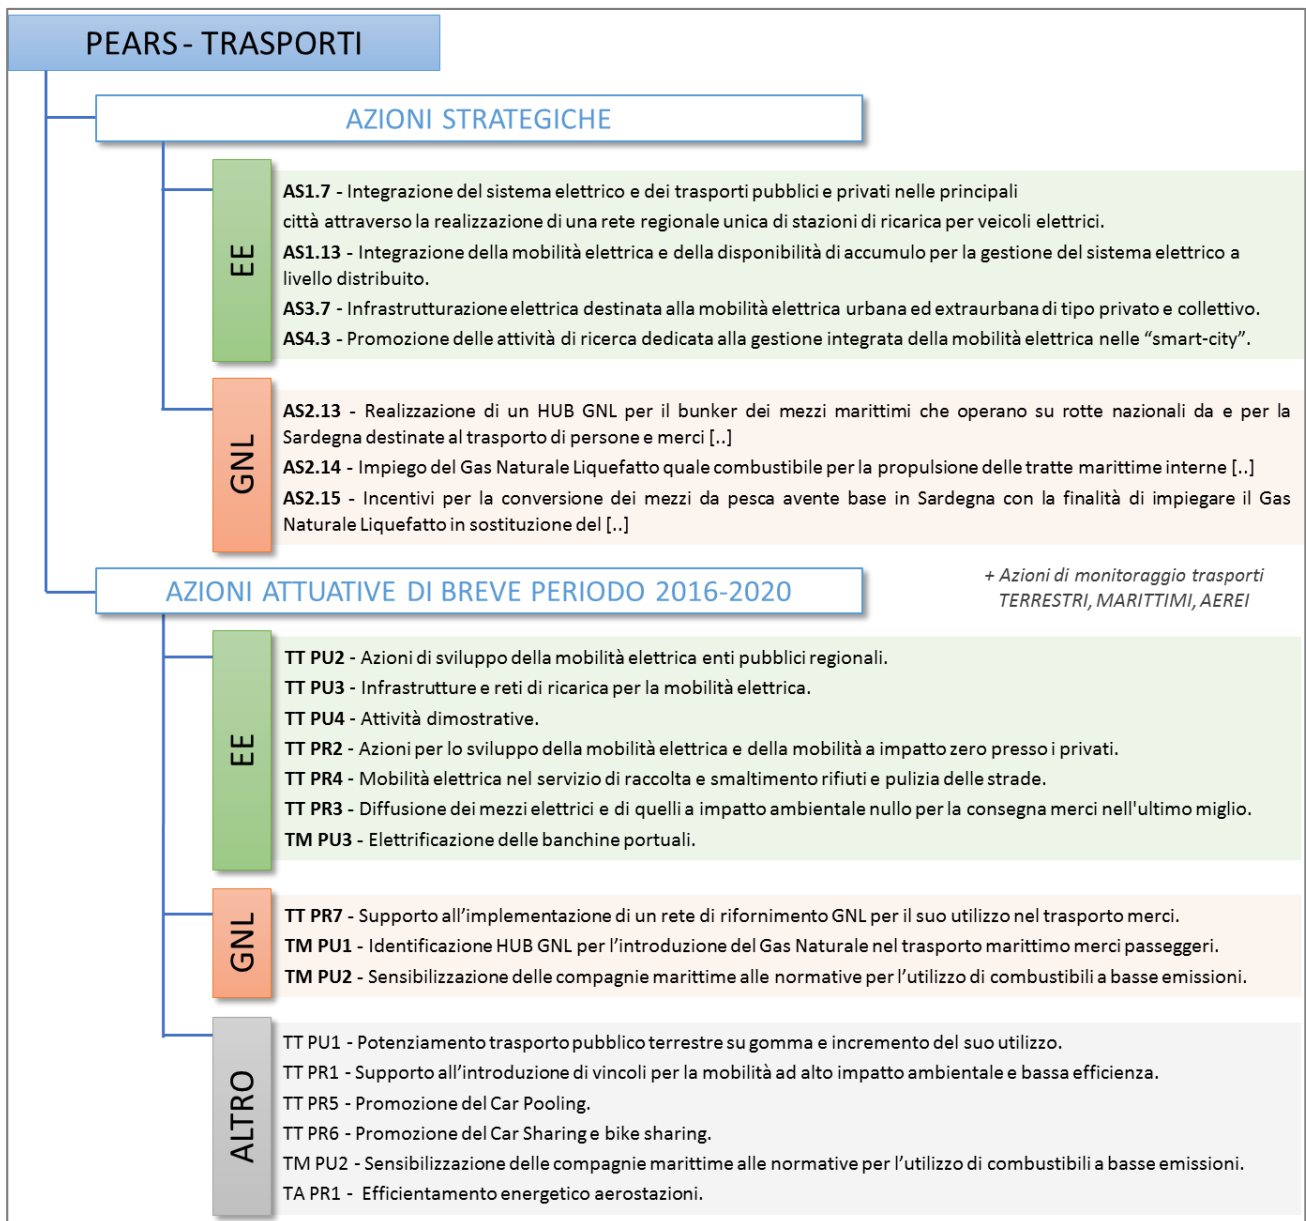 PEARS - TRASPORTI
AZIONI STRATEGICHE
EE
AS1.7 - Integrazione del sistema elettrico e dei trasporti pubblici e privati nelle principali
città attraverso la realizzazione di una rete regionale unica di stazioni di ricarica per veicoli elettrici.
AS1.13 - Integrazione della mobilità elettrica e della disponibilità di accumulo per la gestione del sistema elettrico a
livello distribuito.
AS3.7 - Infrastrutturazione elettrica destinata alla mobilità elettrica urbana ed extraurbana di tipo privato e collettivo.
AS4.3 - Promozione delle attività di ricerca dedicata alla gestione integrata della mobilità elettrica nelle “smart-city”.
GNL
AS2.13 - Realizzazione di un HUB GNL per il bunker dei mezzi marittimi che operano su rotte nazionali da e per la
Sardegna destinate al trasporto di persone e merci [..]
AS2.14 - Impiego del Gas Naturale Liquefatto quale combustibile per la propulsione delle tratte marittime interne [..]
AS2.15 - Incentivi per la conversione dei mezzi da pesca avente base in Sardegna con la finalità di impiegare il Gas
Naturale Liquefatto in sostituzione del [..]
AZIONI ATTUATIVE DI BREVE PERIODO 2016-2020
+ Azioni di monitoraggio trasporti
TERRESTRI, MARITTIMI, AEREI
EE
TT PU2 - Azioni di sviluppo della mobilità elettrica enti pubblici regionali.
TT PU3 - Infrastrutture e reti di ricarica per la mobilità elettrica.
TT PU4 - Attività dimostrative.
TT PR2 - Azioni per lo sviluppo della mobilità elettrica e della mobilità a impatto zero presso i privati.
TT PR4 - Mobilità elettrica nel servizio di raccolta e smaltimento rifiuti e pulizia delle strade.
TT PR3 - Diffusione dei mezzi elettrici e di quelli a impatto ambientale nullo per la consegna merci nell'ultimo miglio.
TM PU3 - Elettrificazione delle banchine portuali.
GNL
TT PR7 - Supporto all’implementazione di un rete di rifornimento GNL per il suo utilizzo nel trasporto merci.
TM PU1 - Identificazione HUB GNL per l’introduzione del Gas Naturale nel trasporto marittimo merci passeggeri.
TM PU2 - Sensibilizzazione delle compagnie marittime alle normative per l’utilizzo di combustibili a basse emissioni.
ALTRO
TT PU1 - Potenziamento trasporto pubblico terrestre su gomma e incremento del suo utilizzo.
TT PR1 - Supporto all’introduzione di vincoli per la mobilità ad alto impatto ambientale e bassa efficienza.
TT PR5 - Promozione del Car Pooling.
TT PR6 - Promozione del Car Sharing e bike sharing.
TM PU2 - Sensibilizzazione delle compagnie marittime alle normative per l’utilizzo di combustibili a basse emissioni.
TA PR1 - Efficientamento energetico aerostazioni.